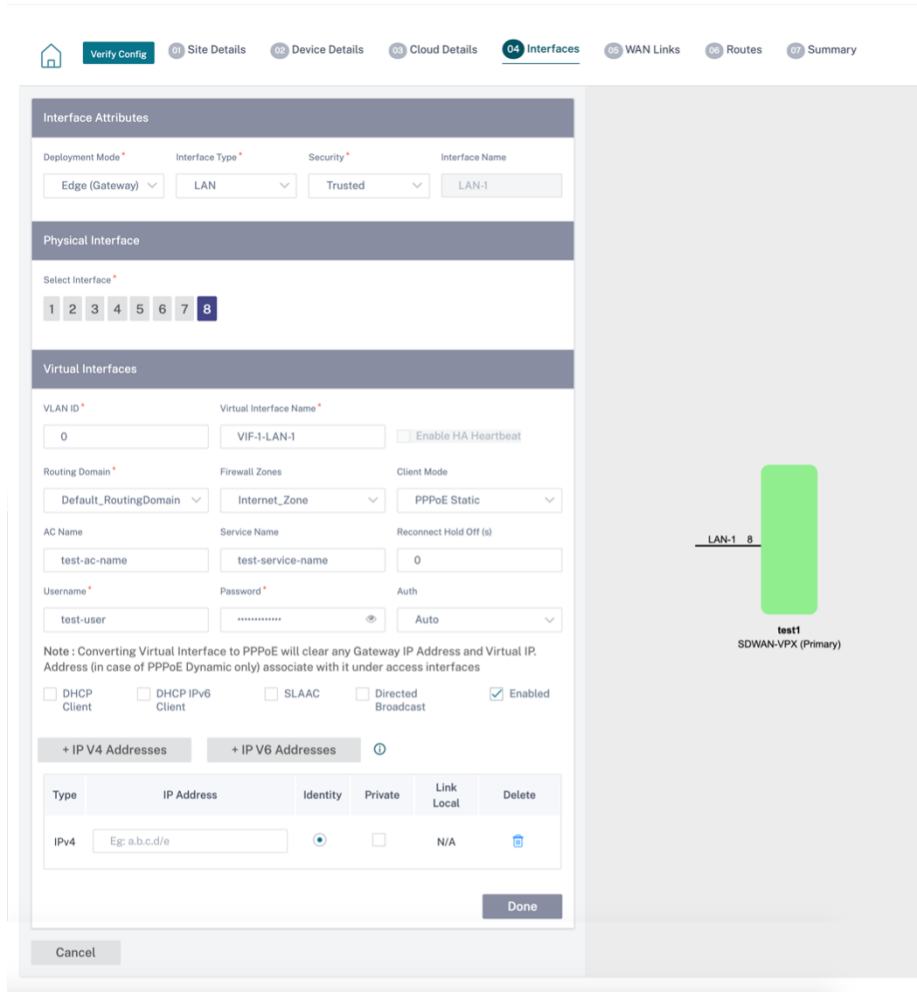 Verify Config 01 Site Details 02 Device Details 03 Cloud Details 04 Interfaces 05 WAN Links 06 Routes 07 Summary
Interface Attributes
Deployment Mode * Interface Type * Security * Interface Name
Edge (Gateway) LAN Trusted LAN-1
Physical Interface
Select Interface *
1 2 3 4 5 6 7 8
Virtual Interfaces
VLAN ID * Virtual Interface Name *
0 VIF-1-LAN-1 Enable HA Heartbeat
Routing Domain * Firewall Zones Client Mode
Default_RoutingDomain Internet_Zone PPPoE Static
AC Name Service Name Reconnect Hold Off (s)
test-ac-name test-service-name 0
Username * Password * Auth
test-user ············· Auto
Note : Converting Virtual Interface to PPPoE will clear any Gateway IP Address and Virtual IP.
Address (in case of PPPoE Dynamic only) associate with it under access interfaces
DHCP Client DHCP IPv6 Client SLAAC Directed Broadcast Enabled
+ IP V4 Addresses + IP V6 Addresses
Type IP Address Identity Private Link Local Delete
IPv4 Eg: a.b.c.d/e N/A
Done
Cancel
LAN-1 8
test1
SDWAN-VPX (Primary)